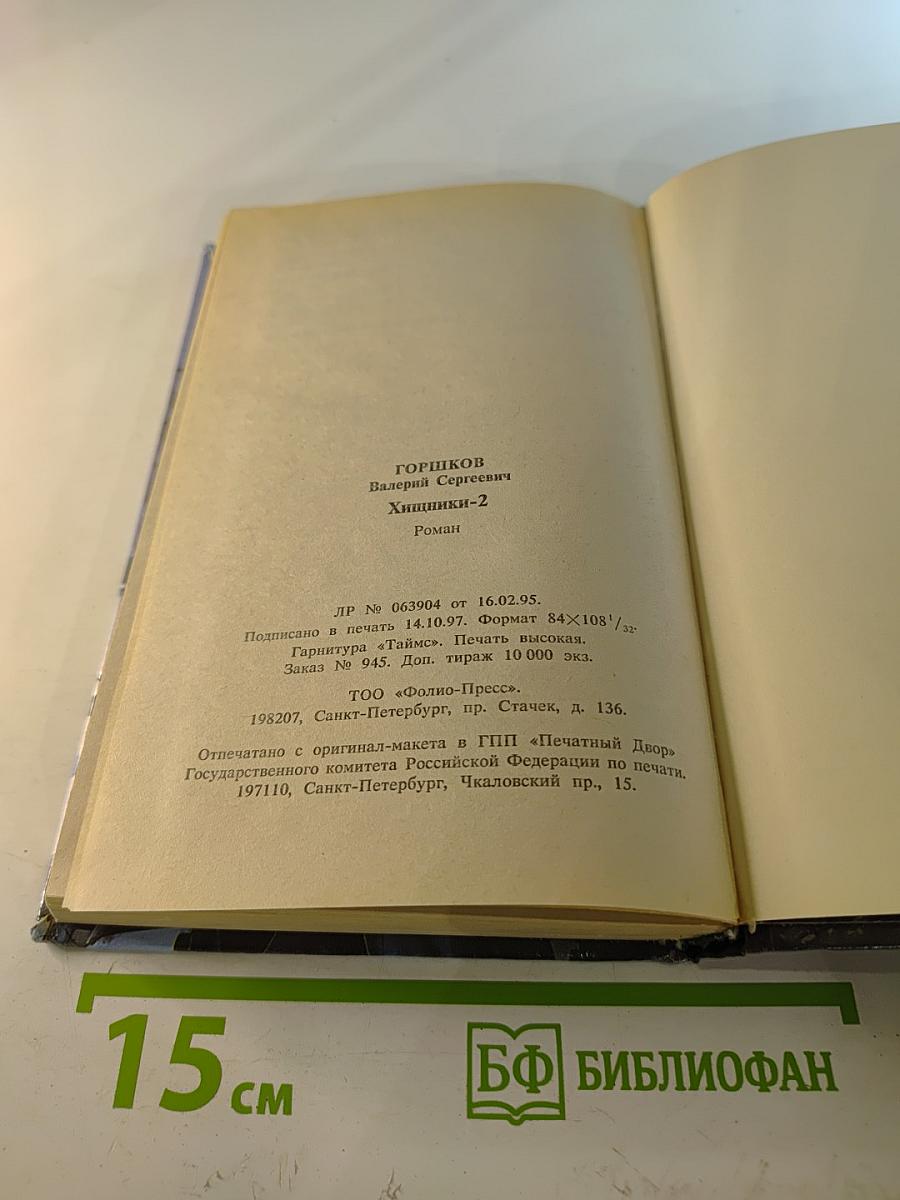 ГОРШКОВ
Валерий Сергеевич
Хищники-2
Роман
ЛР № 063904 от 16.02.95.
Подписано в печать 14.10.97. Формат 84×108¹/₃₂.
Гарнитура «Таймс». Печать высокая.
Заказ № 945. Доп. тираж 10 000 экз.
ТОО «Фолио-Пресс».
198207, Санкт-Петербург, пр. Стачек, д. 136.
Отпечатано с оригинал-макета в ГПП «Печатный Двор»
Государственного комитета Российской Федерации по печати.
197110, Санкт-Петербург, Чкаловский пр., 15.
15 см
БФ БИБЛИОФАН